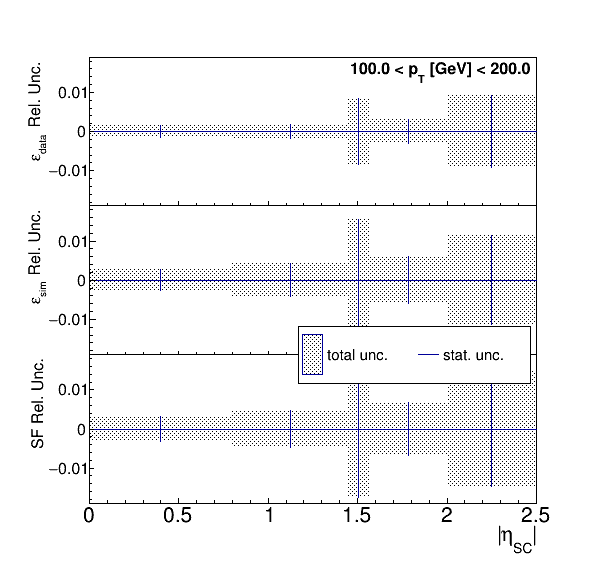 100.0 < p_T [GeV] < 200.0
ε_data Rel. Unc.
0.01
0
−0.01
ε_sim Rel. Unc.
0.01
0
−0.01
total unc.
stat. unc.
SF Rel. Unc.
0.01
0
−0.01
0 0.5 1 1.5 2 2.5
|η_SC|